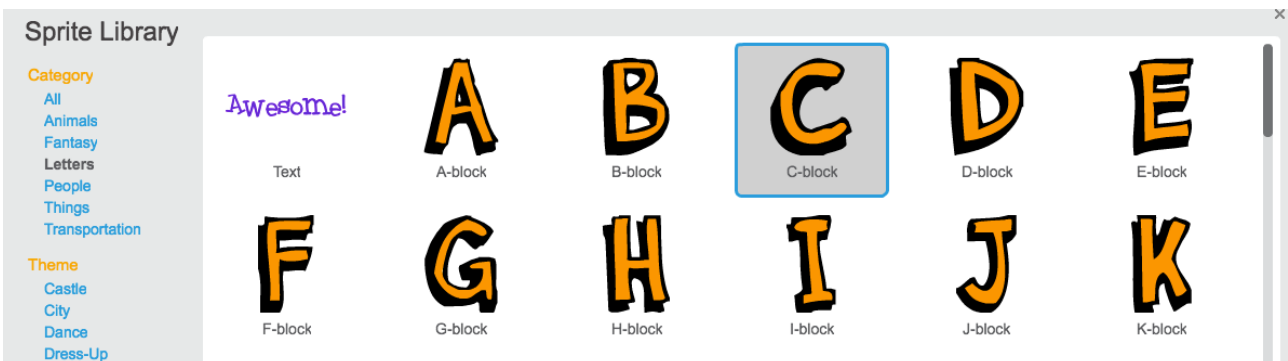 Sprite Library
×
Category
All
Animals
Fantasy
Letters
People
Things
Transportation
Theme
Castle
City
Dance
Dress-Up
Awesome! A B C D E
Text A-block B-block C-block D-block E-block
F G H I J K
F-block G-block H-block I-block J-block K-block